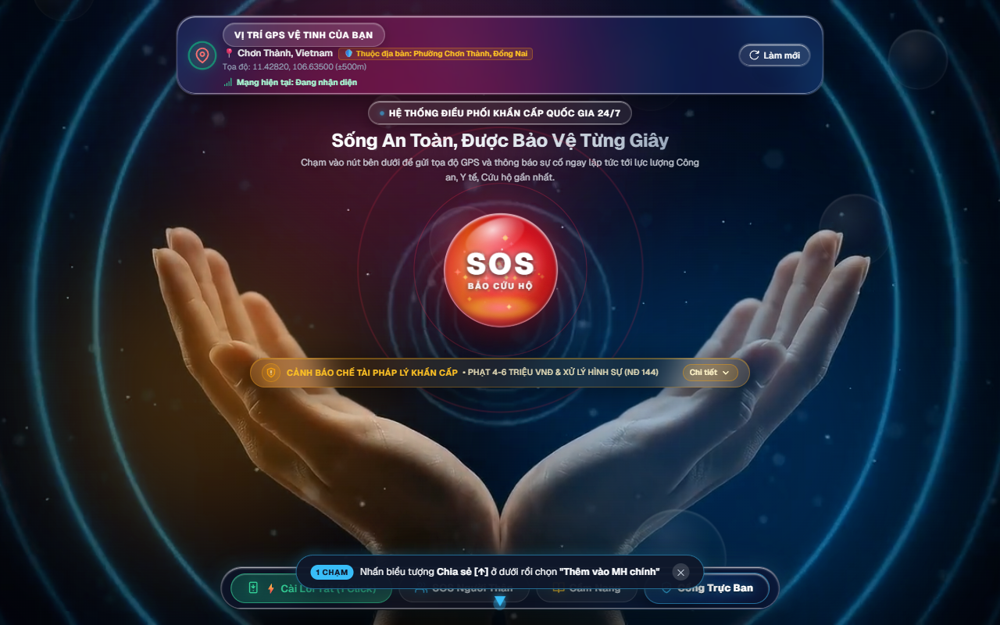 VỊ TRÍ GPS VỆ TINH CỦA BẠN
Chơn Thành, Vietnam Thuộc địa bàn: Phường Chơn Thành, Đồng Nai
Tọa độ: 11.42820, 106.63500 (±500m)
Mạng hiện tại: Đang nhận diện
Làm mới
HỆ THỐNG ĐIỀU PHỐI KHẨN CẤP QUỐC GIA 24/7
Sống An Toàn, Được Bảo Vệ Từng Giây
Chạm vào nút bên dưới để gửi tọa độ GPS và thông báo sự cố ngay lập tức tới lực lượng Công
an, Y tế, Cứu hộ gần nhất.
SOS
BÁO CỨU HỘ
CẢNH BÁO CHẾ TÀI PHÁP LÝ KHẨN CẤP • PHẠT 4-6 TRIỆU VNĐ & XỬ LÝ HÌNH SỰ (NĐ 144)
Chi tiết
1 CHẠM Nhấn biểu tượng Chia sẻ [↑] ở dưới rồi chọn "Thêm vào MH chính"
Cài Lối Tắt (1 Click) SOS Người Thân Cẩm Nang Cổng Trực Ban